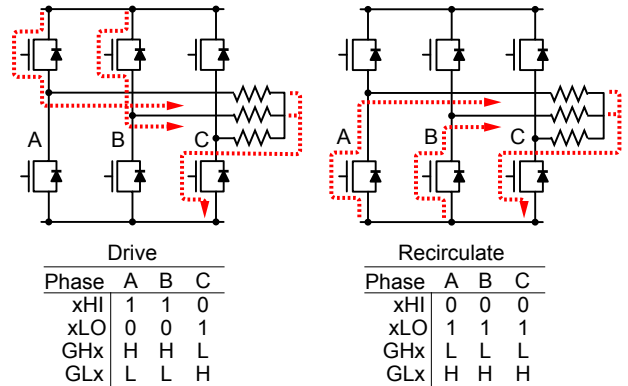 A B C
A B C
Drive
Phase A B C
xHI 1 1 0
xLO 0 0 1
GHx H H L
GLx L L H
Recirculate
Phase A B C
xHI 0 0 0
xLO 1 1 1
GHx L L L
GLx H H H